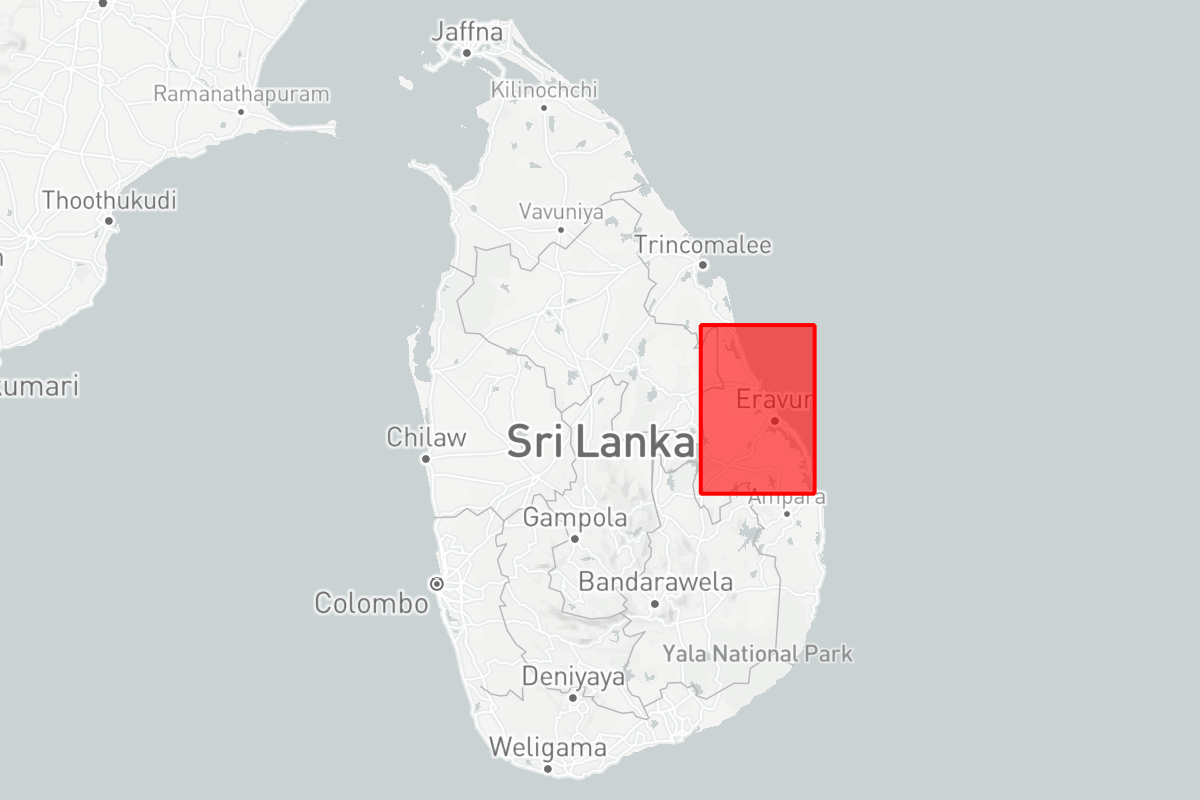 Jaffna
Kilinochchi
Ramanathapuram
Thoothukudi
Vavuniya
Trincomalee
kumari
Eravur
Chilaw
Sri Lanka
Ampara
Gampola
Bandarawela
Colombo
Yala National Park
Deniyaya
Weligama